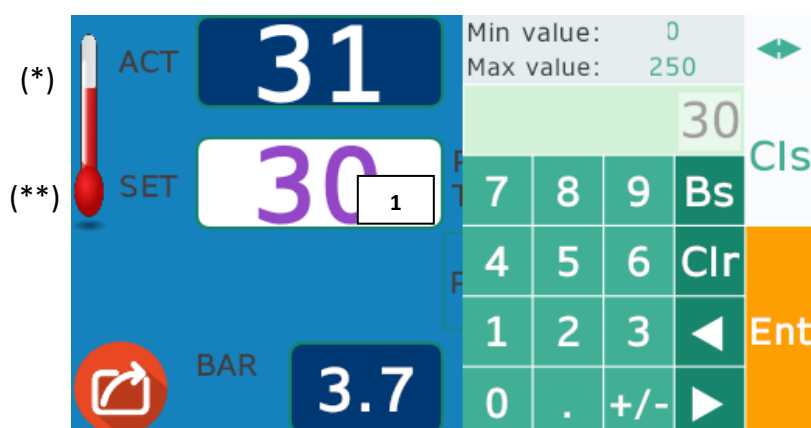 (*) ACT 31
Min value: 0
Max value: 250
30
(**) SET 30 1
Cls
7 8 9 Bs
4 5 6 Clr
1 2 3
Ent
BAR 3.7
0 . +/-